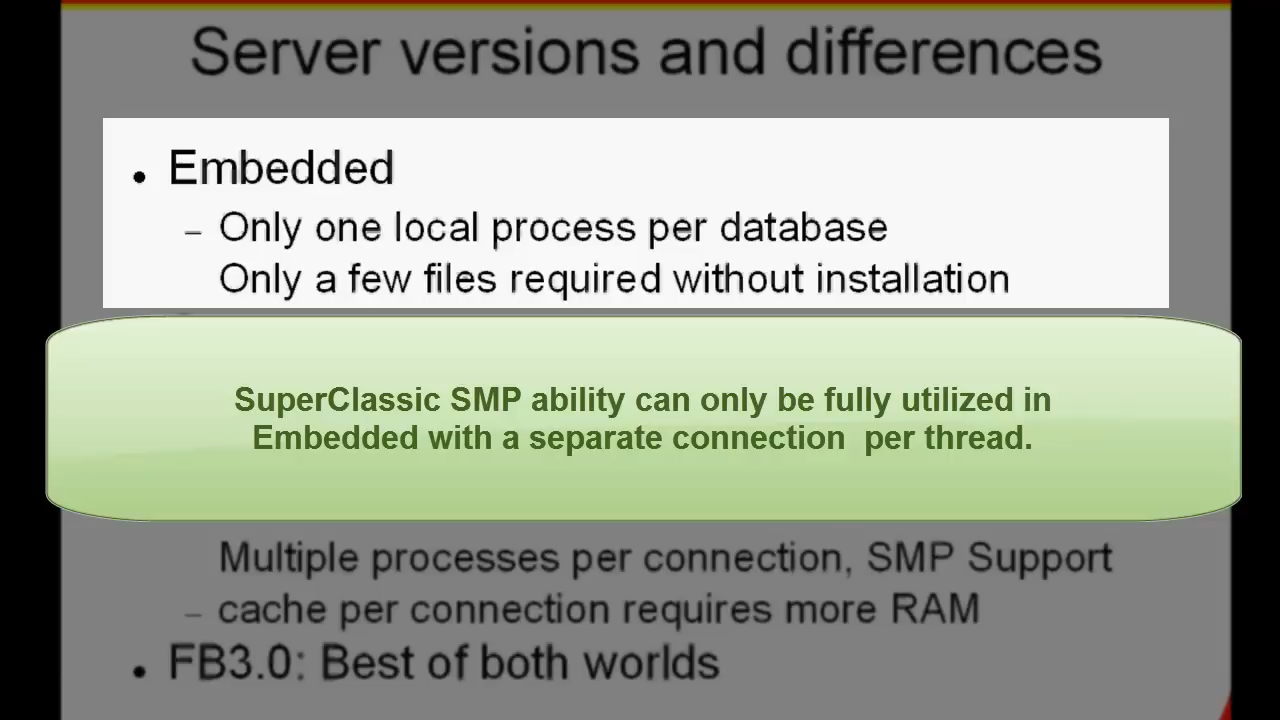 Server versions and differences
• Embedded
– Only one local process per database
Only a few files required without installation
SuperClassic SMP ability can only be fully utilized in
Embedded with a separate connection per thread.
Multiple processes per connection, SMP Support
– cache per connection requires more RAM
• FB3.0: Best of both worlds